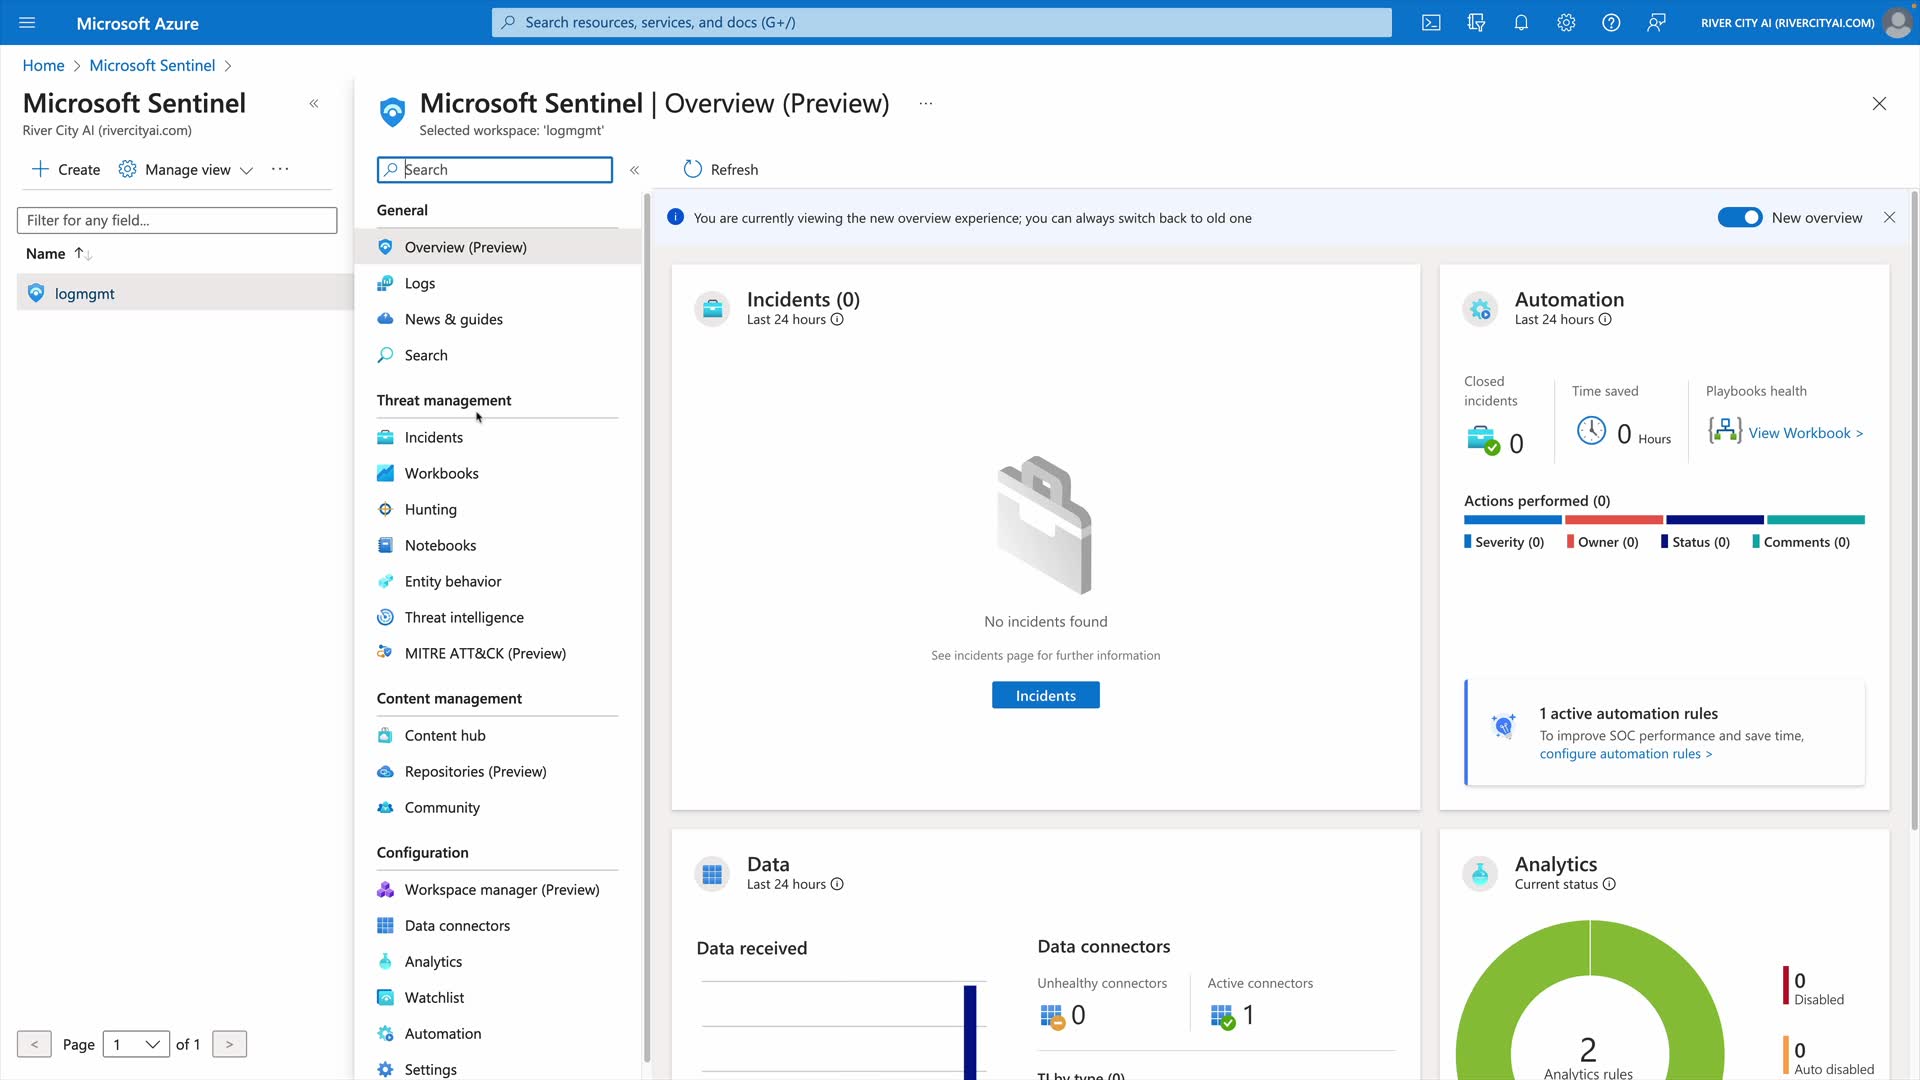 Microsoft Azure
Search resources, services, and docs (G+/)
RIVER CITY AI (RIVERCITYAI.COM)
Home > Microsoft Sentinel >
Microsoft Sentinel
River City AI (rivercityai.com)
Create
Manage view
Filter for any field...
Name
logmgmt
< Page 1 of 1 >
Microsoft Sentinel | Overview (Preview)
Selected workspace: 'logmgmt'
Search
General
Overview (Preview)
Logs
News & guides
Search
Threat management
Incidents
Workbooks
Hunting
Notebooks
Entity behavior
Threat intelligence
MITRE ATT&CK (Preview)
Content management
Content hub
Repositories (Preview)
Community
Configuration
Workspace manager (Preview)
Data connectors
Analytics
Watchlist
Automation
Settings
Refresh
You are currently viewing the new overview experience; you can always switch back to old one
New overview
Incidents (0)
Last 24 hours
No incidents found
See incidents page for further information
Incidents
Automation
Last 24 hours
Closed
incidents
0
Time saved
0 Hours
Playbooks health
View Workbook >
Actions performed (0)
Severity (0) Owner (0) Status (0) Comments (0)
1 active automation rules
To improve SOC performance and save time,
configure automation rules >
Data
Last 24 hours
Data received
Data connectors
Unhealthy connectors
0
Active connectors
1
TI by type (0)
Analytics
Current status
2
Analytics rules
0
Disabled
0
Auto disabled